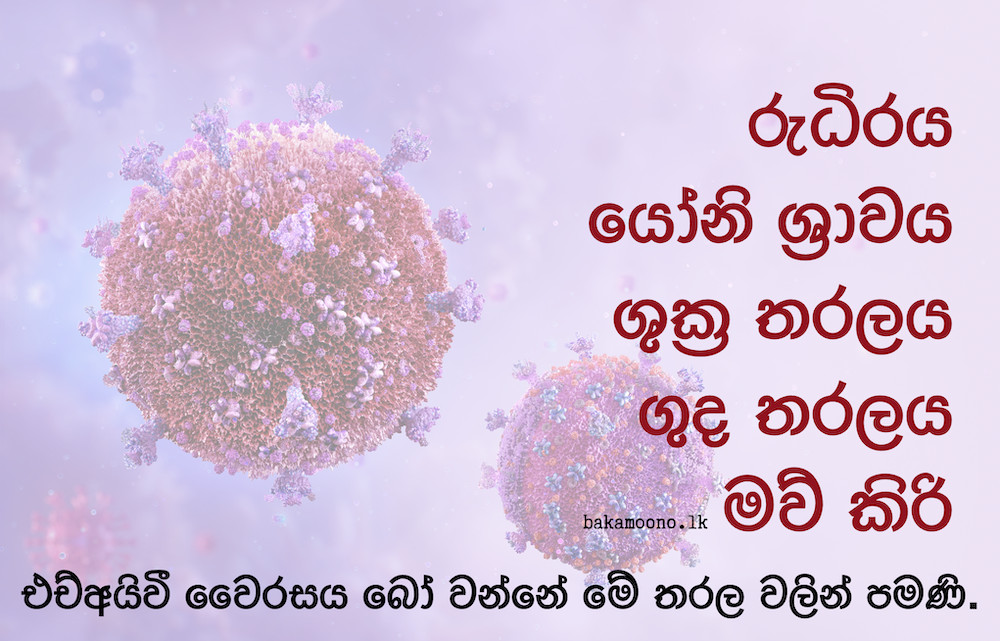 රුධිරය
යෝනි ශ්‍රාවය
ශුක්‍ර තරලය
ගුද තරලය
මව් කිරි
bakamoono.lk
එච්අයිවී වෛරසය බෝ වන්නේ මේ තරල වලින් පමණි.